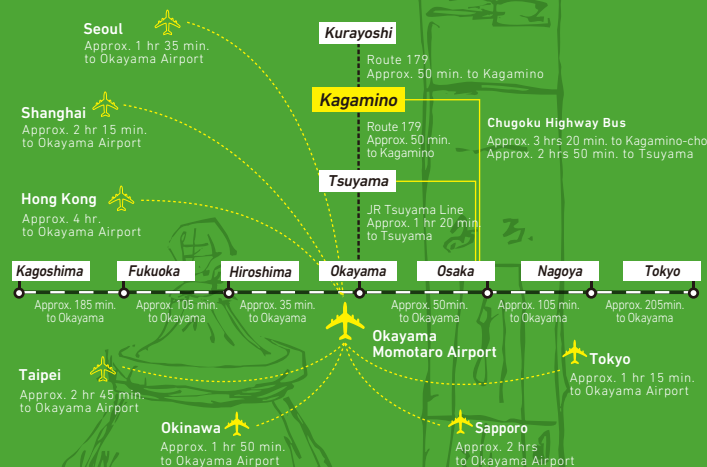 Seoul
Approx. 1 hr 35 min.
to Okayama Airport
Shanghai
Approx. 2 hr 15 min.
to Okayama Airport
Hong Kong
Approx. 4 hr.
to Okayama Airport
Kurayoshi
Route 179
Approx. 50 min. to Kagamino
Kagamino
Route 179
Approx. 50 min.
to Kagamino
Chugoku Highway Bus
Approx. 3 hrs 20 min. to Kagamino-cho
Approx. 2 hrs 50 min. to Tsuyama
Tsuyama
JR Tsuyama Line
Approx. 1 hr 20 min.
to Tsuyama
Kagoshima
Fukuoka
Hiroshima
Okayama
Osaka
Nagoya
Tokyo
Approx. 185 min.
to Okayama
Approx. 105 min.
to Okayama
Approx. 35 min.
to Okayama
Approx. 50min.
to Okayama
Approx. 105 min.
to Okayama
Approx. 205min.
to Okayama
Okayama
Momotaro Airport
Taipei
Approx. 2 hr 45 min.
to Okayama Airport
Okinawa
Approx. 1 hr 50 min.
to Okayama Airport
Sapporo
Approx. 2 hrs
to Okayama Airport
Tokyo
Approx. 1 hr 15 min.
to Okayama Airport